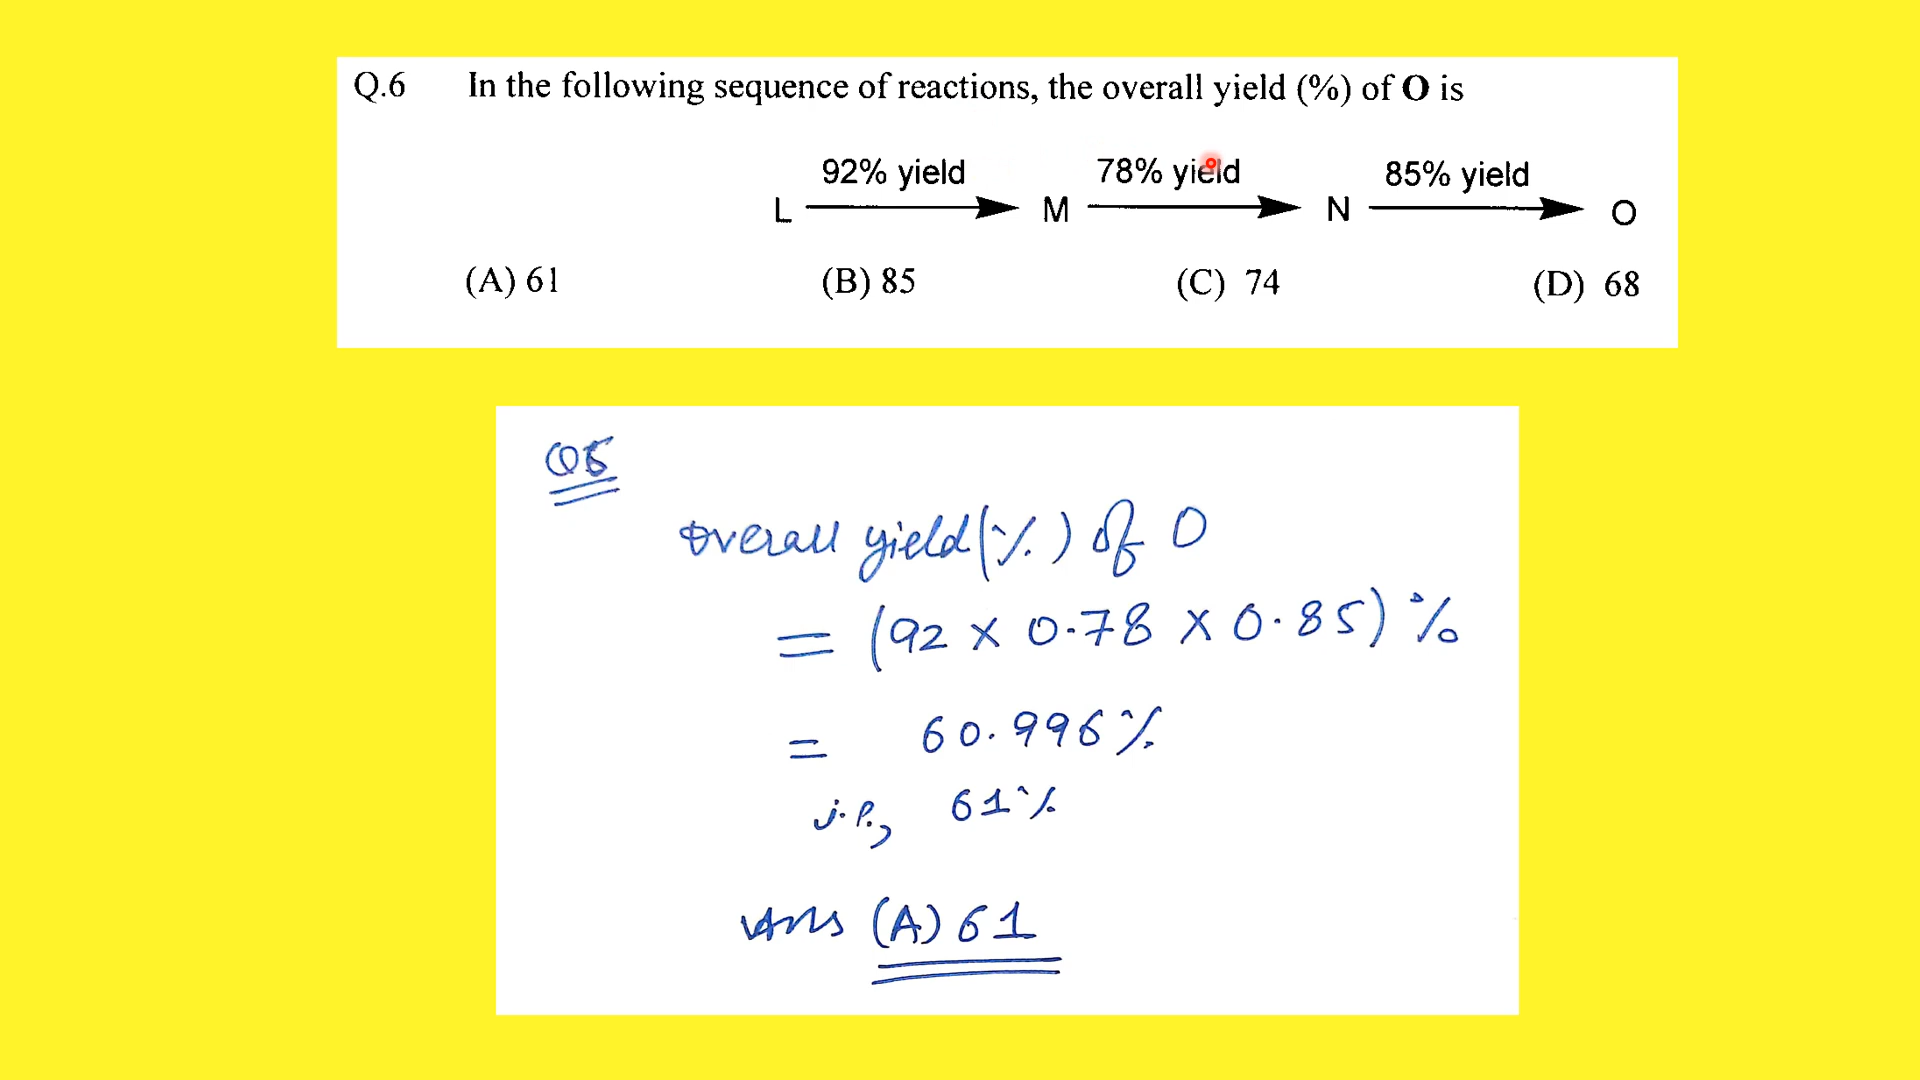 Q.6 In the following sequence of reactions, the overall yield (%) of O is
92% yield 78% yield 85% yield
L M N O
(A) 61 (B) 85 (C) 74 (D) 68
overall yield (%) of O
= (92 x 0.78 x 0.85) %
= 60.996%
i.e., 61%
Ans (A) 61